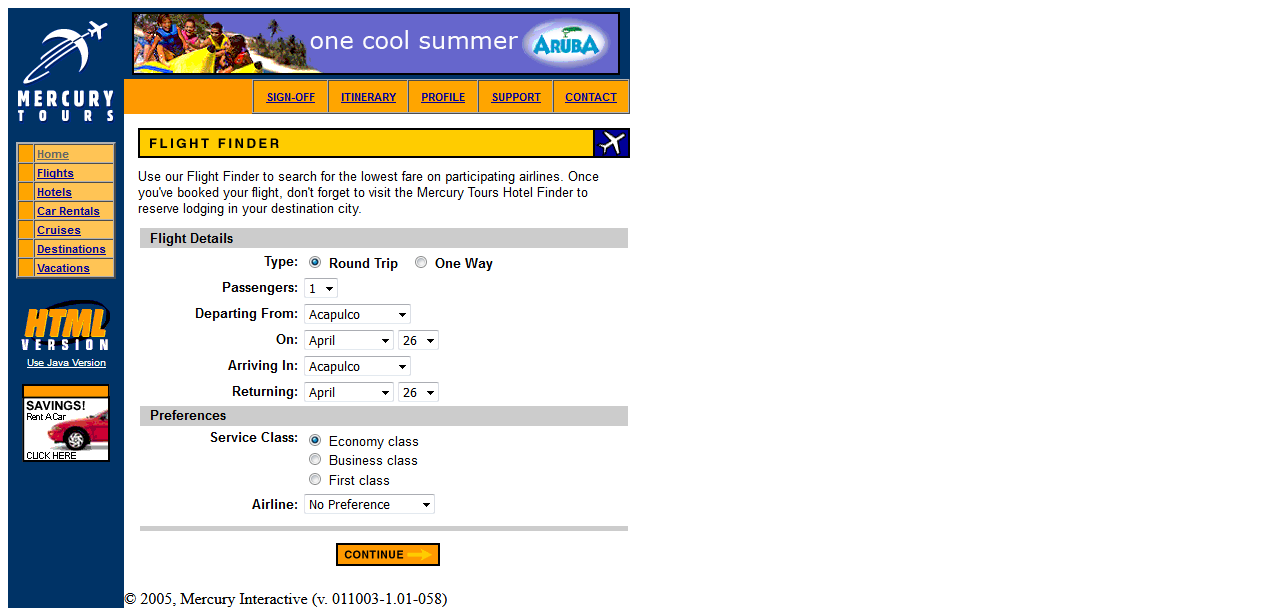 one cool summer ARUBA
MERCURY
TOURS
SIGN-OFF ITINERARY PROFILE SUPPORT CONTACT
Home
Flights
Hotels
Car Rentals
Cruises
Destinations
Vacations
HTML
VERSION
Use Java Version
SAVINGS!
Rent A Car
CLICK HERE
FLIGHT FINDER
Use our Flight Finder to search for the lowest fare on participating airlines. Once
you've booked your flight, don't forget to visit the Mercury Tours Hotel Finder to
reserve lodging in your destination city.
Flight Details
Type: Round Trip One Way
Passengers: 1
Departing From: Acapulco
On: April 26
Arriving In: Acapulco
Returning: April 26
Preferences
Service Class: Economy class
Business class
First class
Airline: No Preference
CONTINUE
© 2005, Mercury Interactive (v. 011003-1.01-058)